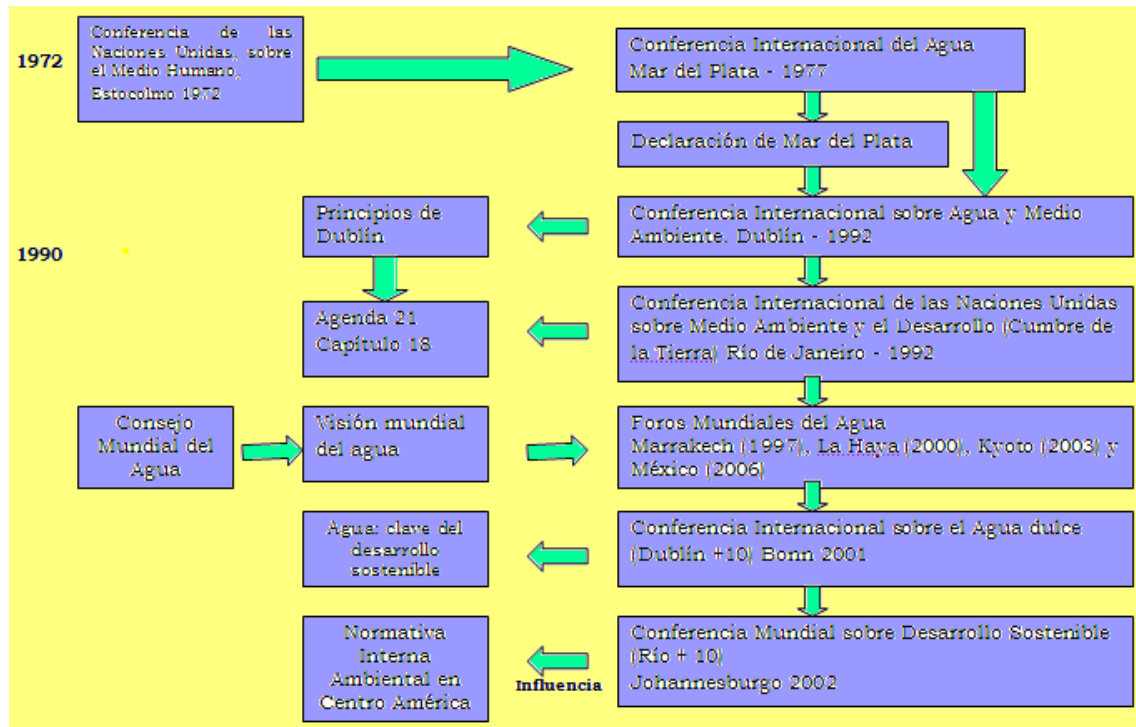 1972
Conferencia de las
Naciones Unidas, sobre
el Medio Humano,
Estocolmo 1972
Conferencia Internacional del Agua
Mar del Plata - 1977
Declaración de Mar del Plata
1990
Principios de
Dublín
Conferencia Internacional sobre Agua y Medio
Ambiente. Dublín - 1992
Agenda 21
Capítulo 18
Conferencia Internacional de las Naciones Unidas
sobre Medio Ambiente y el Desarrollo (Cumbre de
la Tierra) Río de Janeiro - 1992
Consejo
Mundial del
Agua
Visión mundial
del agua
Foros Mundiales del Agua
Marrakech (1997), La Haya (2000), Kyoto (2003) y
México (2006)
Agua: clave del
desarrollo
sostenible
Conferencia Internacional sobre el Agua dulce
(Dublín +10) Bonn 2001
Normativa
Interna
Ambiental en
Centro América
Influencia
Conferencia Mundial sobre Desarrollo Sostenible
(Río + 10)
Johannesburgo 2002